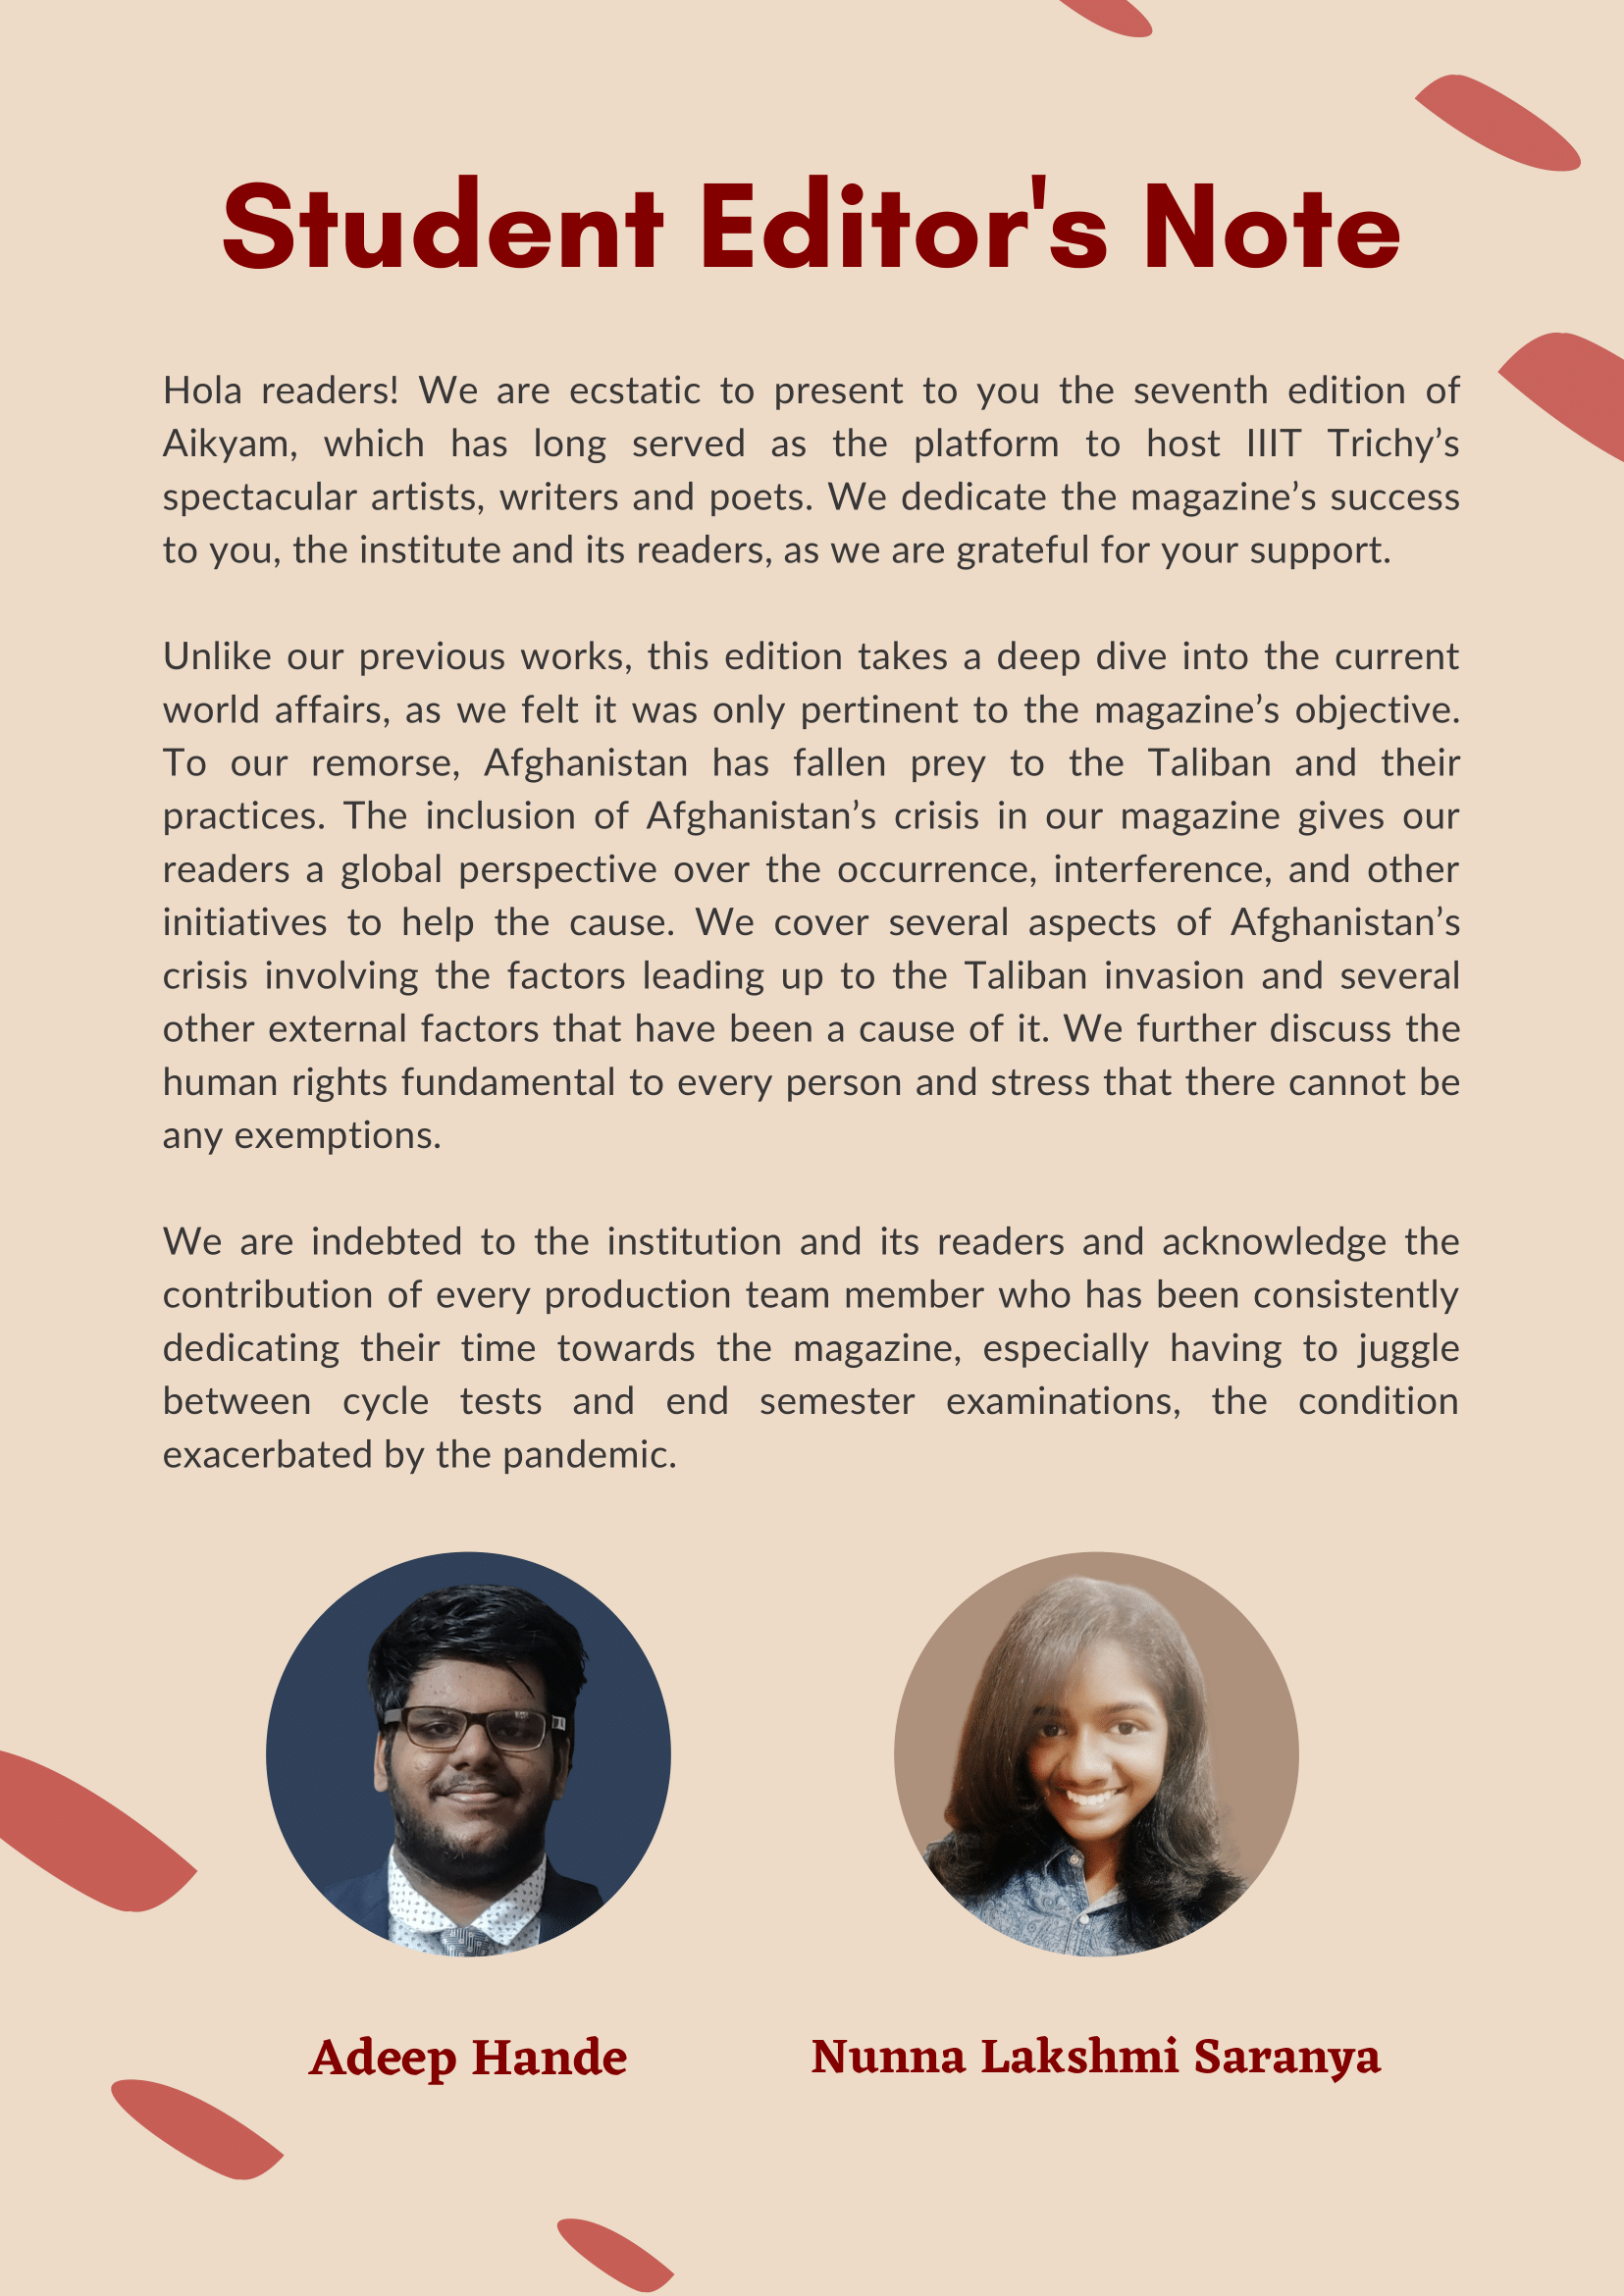 Student Editor's Note
Hola readers! We are ecstatic to present to you the seventh edition of
Aikyam, which has long served as the platform to host IIIT Trichy’s
spectacular artists, writers and poets. We dedicate the magazine’s success
to you, the institute and its readers, as we are grateful for your support.
Unlike our previous works, this edition takes a deep dive into the current
world affairs, as we felt it was only pertinent to the magazine’s objective.
To our remorse, Afghanistan has fallen prey to the Taliban and their
practices. The inclusion of Afghanistan’s crisis in our magazine gives our
readers a global perspective over the occurrence, interference, and other
initiatives to help the cause. We cover several aspects of Afghanistan’s
crisis involving the factors leading up to the Taliban invasion and several
other external factors that have been a cause of it. We further discuss the
human rights fundamental to every person and stress that there cannot be
any exemptions.
We are indebted to the institution and its readers and acknowledge the
contribution of every production team member who has been consistently
dedicating their time towards the magazine, especially having to juggle
between cycle tests and end semester examinations, the condition
exacerbated by the pandemic.
Adeep Hande
Nunna Lakshmi Saranya